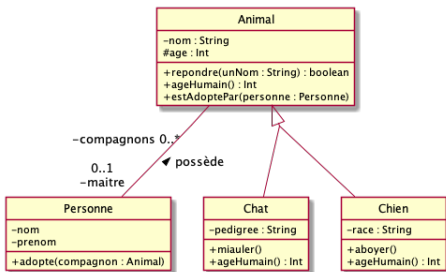 Animal
-nom : String
#age : Int
+repondre(unNom : String) : boolean
+ageHumain() : Int
+estAdoptePar(personne : Personne)
-compagnons 0..*
possède
0..1
-maitre
Personne
-nom
-prenom
+adopte(compagnon : Animal)
Chat
-pedigree : String
+miauler()
+ageHumain() : Int
Chien
-race : String
+aboyer()
+ageHumain() : Int